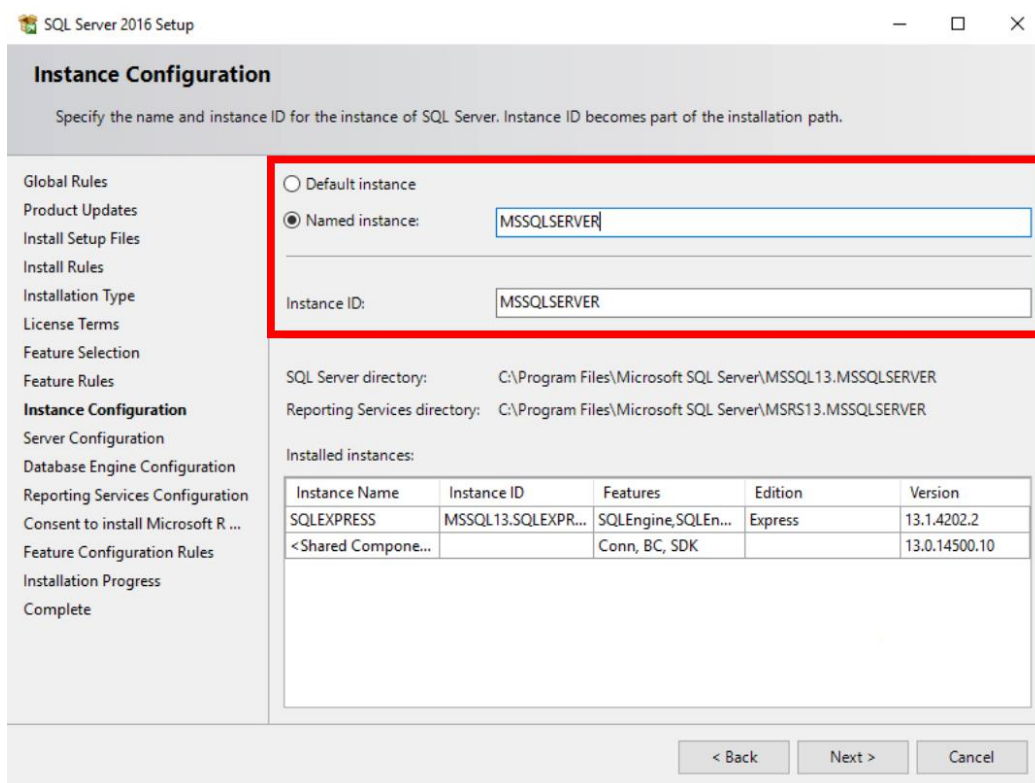 SQL Server 2016 Setup
Instance Configuration
Specify the name and instance ID for the instance of SQL Server. Instance ID becomes part of the installation path.
Global Rules
Product Updates
Install Setup Files
Install Rules
Installation Type
License Terms
Feature Selection
Feature Rules
Instance Configuration
Server Configuration
Database Engine Configuration
Reporting Services Configuration
Consent to install Microsoft R ...
Feature Configuration Rules
Installation Progress
Complete
Default instance
Named instance: MSSQLSERVER
Instance ID: MSSQLSERVER
SQL Server directory: C:\Program Files\Microsoft SQL Server\MSSQL13.MSSQLSERVER
Reporting Services directory: C:\Program Files\Microsoft SQL Server\MSRS13.MSSQLSERVER
Installed instances:
Instance Name Instance ID Features Edition Version
SQLEXPRESS MSSQL13.SQLEXPR... SQLEngine,SQLEn... Express 13.1.4202.2
<Shared Compone... Conn, BC, SDK 13.0.14500.10
< Back Next > Cancel